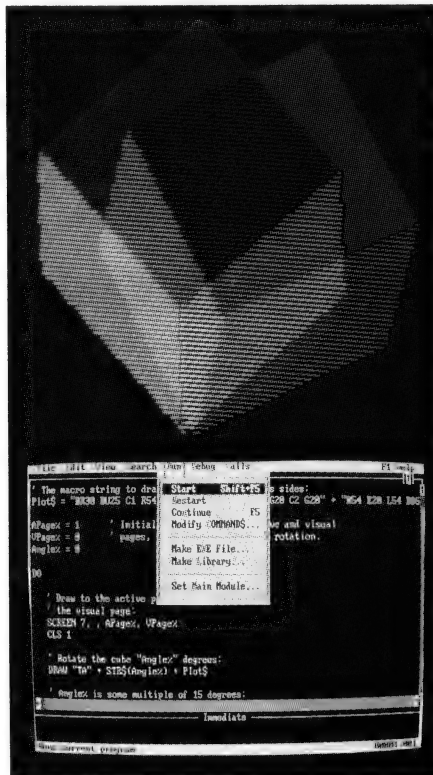 File Edit View Search Run Debug Calls F1=Help
' The macro string to dra s sides:
Plot$ = "BR30 BU25 C1 R54 G20 C2 G20" + "R54 E20 L54 BD6
Start Shift+F5
Restart
Continue F5
Modify COMMAND$...
Make EXE File...
Make Library...
Set Main Module...
APage% = 1 ' Initial ve and visual
VPage% = 0 ' pages, rotation.
Angle% = 0
DO
' Draw to the active p
' the visual page:
SCREEN 7, , APage%, VPage%
CLS 1
' Rotate the cube "Angle%" degrees:
DRAW "TA" + STR$(Angle%) + Plot$
' Angle% is some multiple of 15 degrees:
Immediate
current program